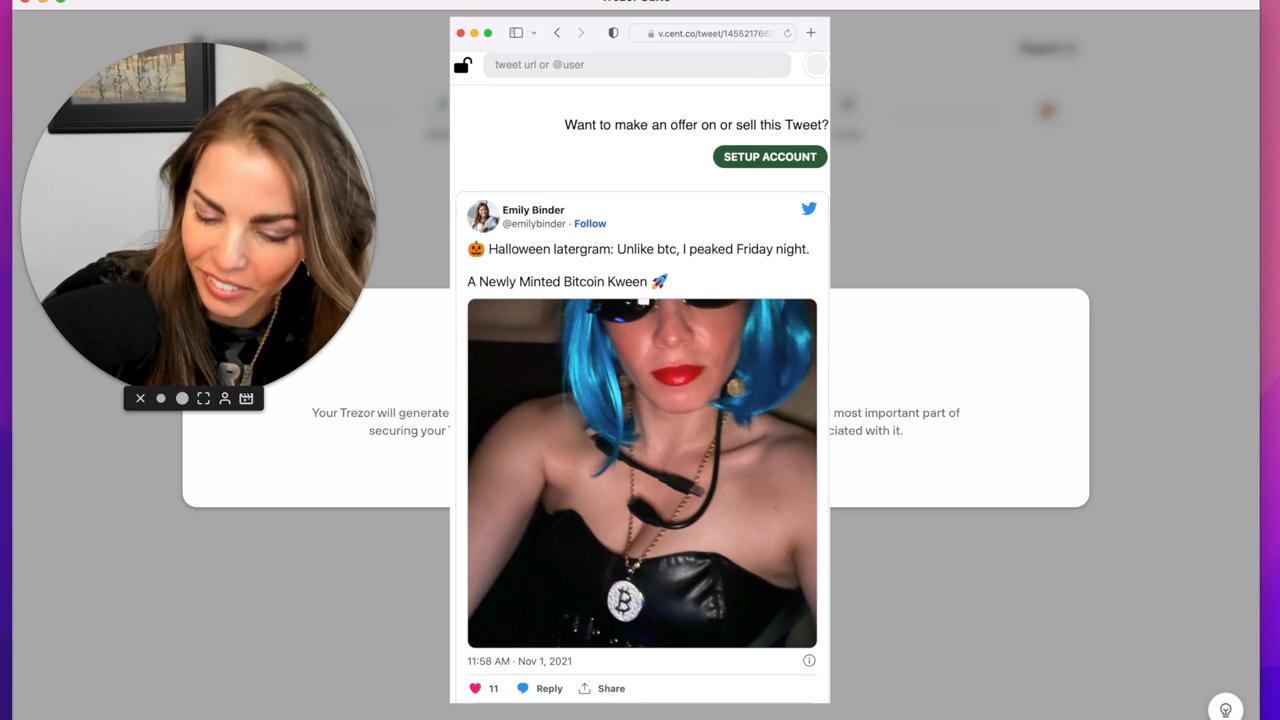 v.cent.co/tweet/14552176
tweet url or @user
Want to make an offer on or sell this Tweet?
SETUP ACCOUNT
Emily Binder
@emilybinder · Follow
🎃 Halloween latergram: Unlike btc, I peaked Friday night.
A Newly Minted Bitcoin Kween 🚀
Your Trezor will generate
most important part of
securing your
ciated with it.
11:58 AM · Nov 1, 2021
11 Reply Share